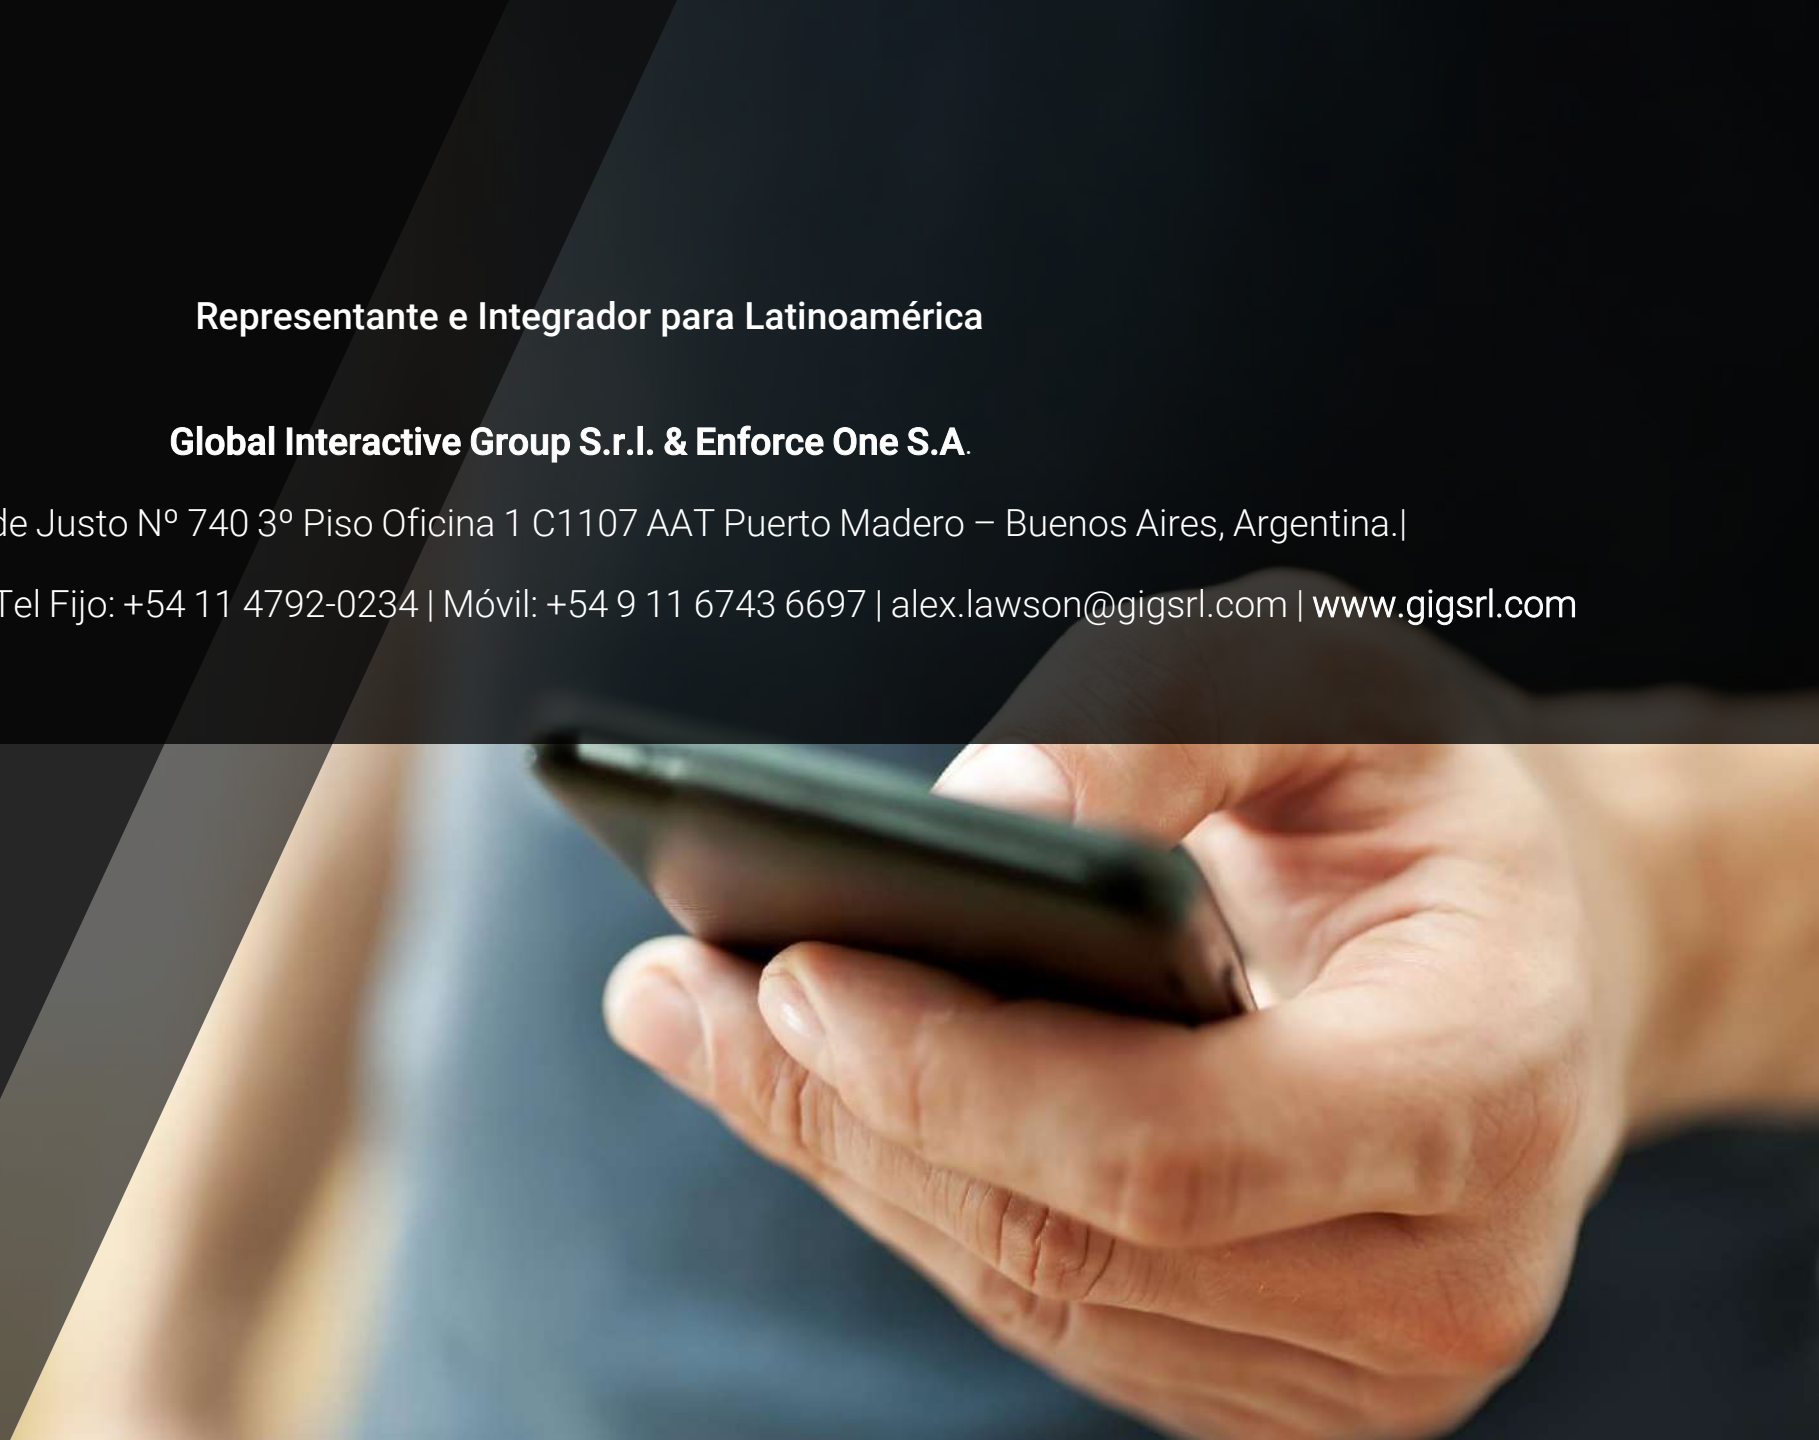 Representante e Integrador para Latinoamérica
Global Interactive Group S.r.l. & Enforce One S.A.
de Justo Nº 740 3º Piso Oficina 1 C1107 AAT Puerto Madero – Buenos Aires, Argentina.|
Tel Fijo: +54 11 4792-0234 | Móvil: +54 9 11 6743 6697 | alex.lawson@gigsrl.com | www.gigsrl.com